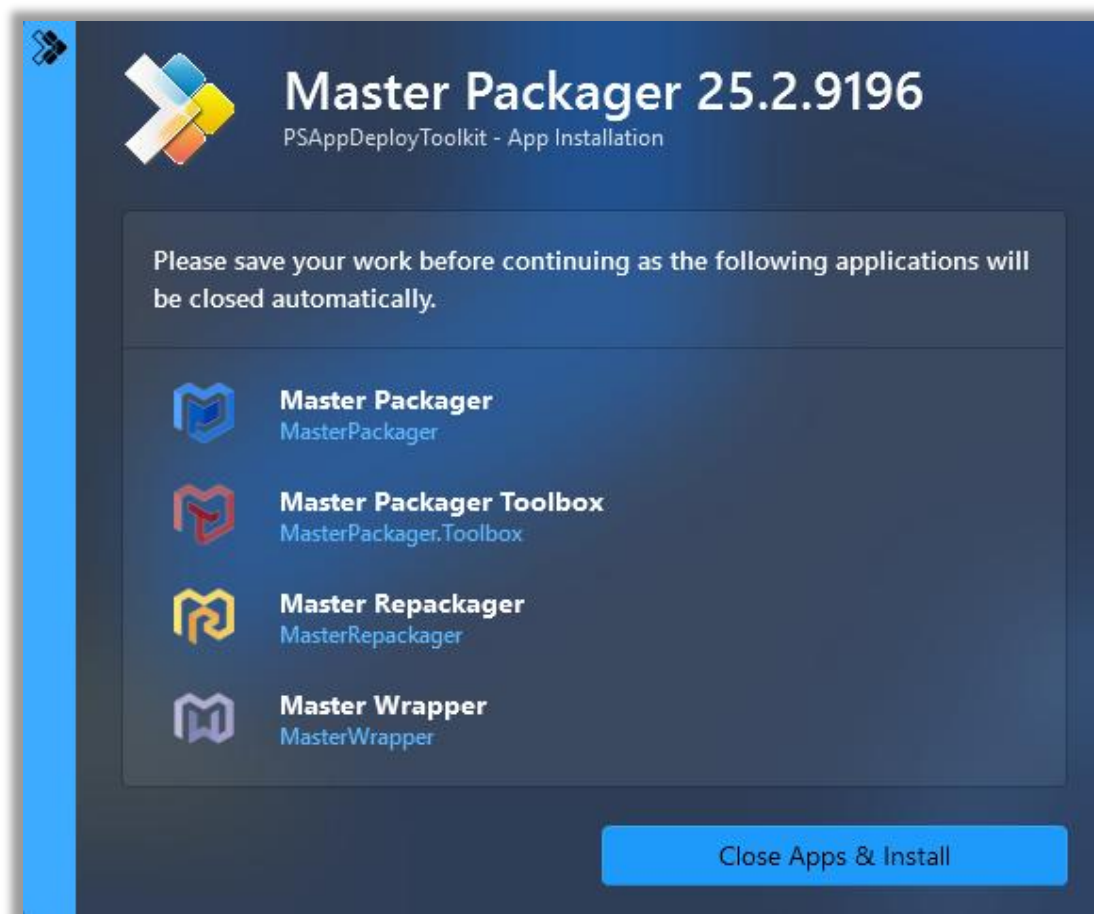 Master Packager 25.2.9196
PSAppDeployToolkit - App Installation
Please save your work before continuing as the following applications will
be closed automatically.
Master Packager
MasterPackager
Master Packager Toolbox
MasterPackager.Toolbox
Master Repackager
MasterRepackager
Master Wrapper
MasterWrapper
Close Apps & Install